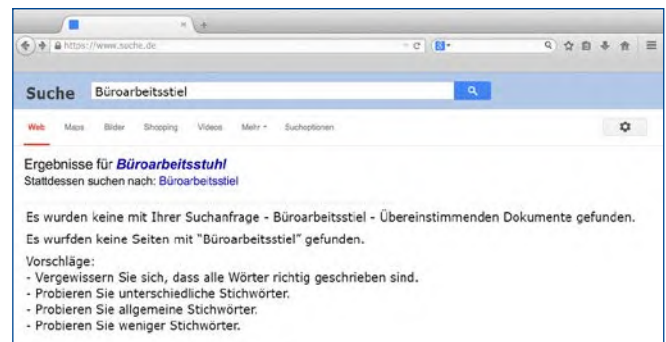 https://www.suche.de
Suche Büroarbeitsstiel
Web Maps Bilder Shopping Videos Mehr Suchoptionen
Ergebnisse für Büroarbeitsstuhl
Stattdessen suchen nach: Büroarbeitsstiel
Es wurden keine mit Ihrer Suchanfrage - Büroarbeitsstiel - Übereinstimmenden Dokumente gefunden.
Es wurfden keine Seiten mit "Büroarbeitsstiel" gefunden.
Vorschläge:
- Vergewissern Sie sich, dass alle Wörter richtig geschrieben sind.
- Probieren Sie unterschiedliche Stichwörter.
- Probieren Sie allgemeine Stichwörter.
- Probieren Sie weniger Stichwörter.